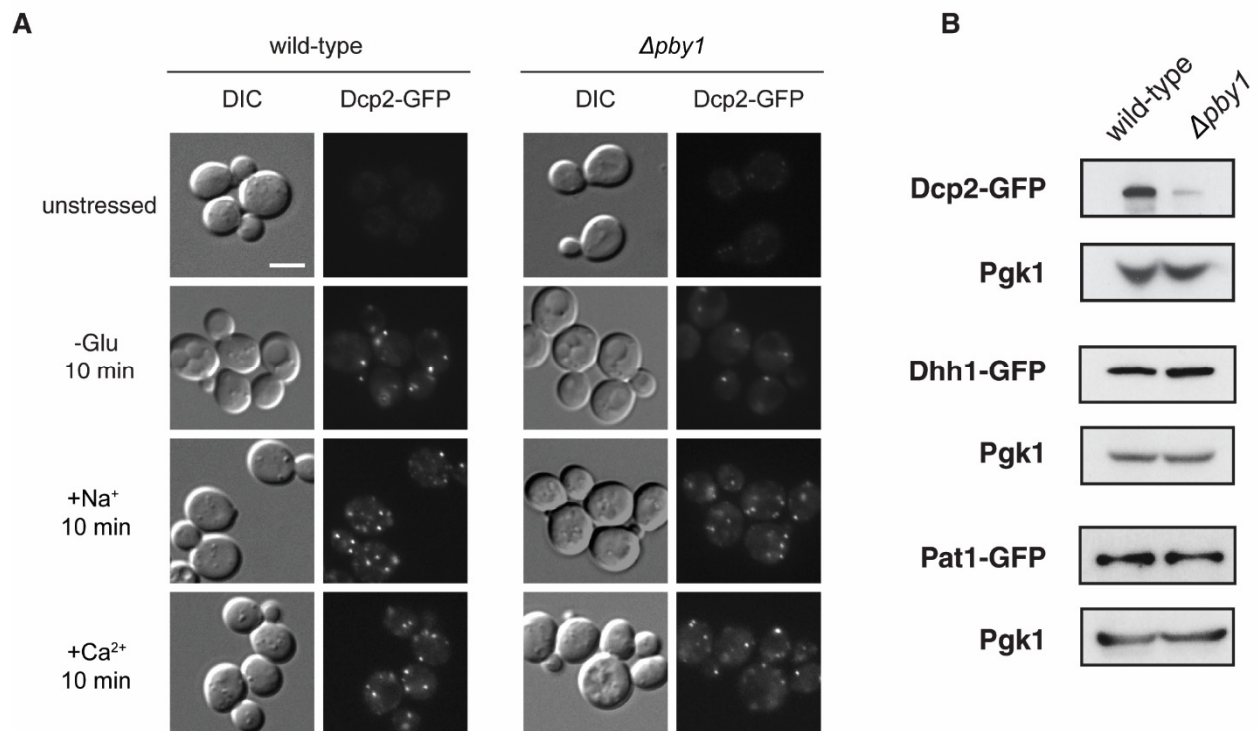 A
wild-type
Δpby1
DIC
Dcp2-GFP
DIC
Dcp2-GFP
unstressed
-Glu
10 min
+Na⁺
10 min
+Ca²⁺
10 min
B
wild-type
Δpby1
Dcp2-GFP
Pgk1
Dhh1-GFP
Pgk1
Pat1-GFP
Pgk1